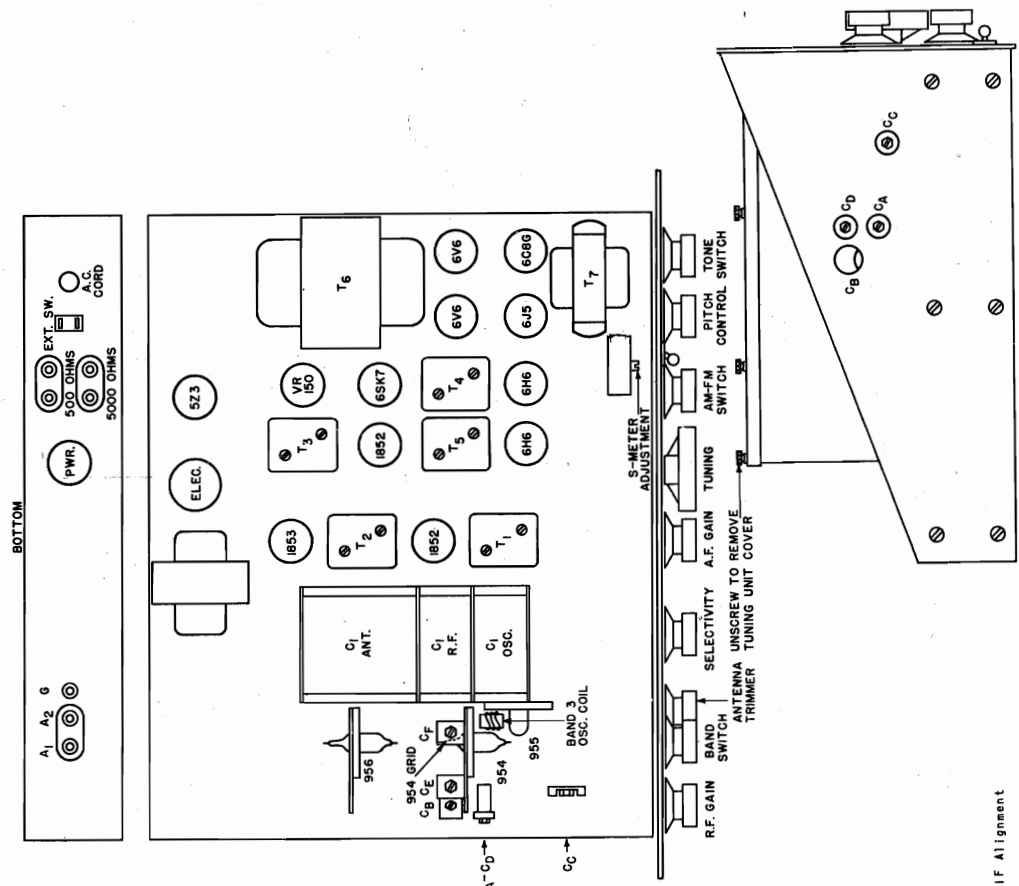 BOTTOM
A1 A2 G
PWR.
EXT. SW.
500 OHMS
5000 OHMS
A.C.
CORD
ELEC.
5Z3
T6
C1
ANT.
C1
R.F.
C1
OSC.
1853
T2
1852
T1
T3
VR
150
1852
6SK7
T5
T4
6H6
6H6
6V6
6V6
6J5
6C8G
T7
956
954 GRID
CF
CB CE
954
955
BAND 3
OSC. COIL
S-METER
ADJUSTMENT
A-CD
CC
R.F. GAIN
BAND
SWITCH
ANTENNA
TRIMMER
SELECTIVITY
A.F. GAIN
TUNING
AM-FM
SWITCH
PITCH
CONTROL
TONE
SWITCH
UNSCREW TO REMOVE
TUNING UNIT COVER
CB
CD
CA
CC
IF Alignment